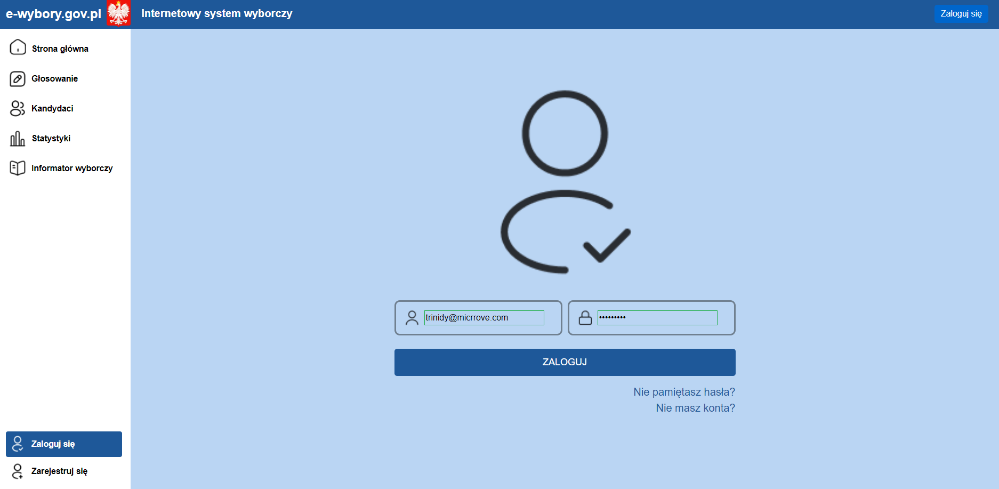 e-wybory.gov.pl
Internetowy system wyborczy
Zaloguj się
Strona główna
Głosowanie
Kandydaci
Statystyki
Informator wyborczy
trinidy@micrrove.com
•••••••••
ZALOGUJ
Nie pamiętasz hasła?
Nie masz konta?
Zaloguj się
Zarejestruj się